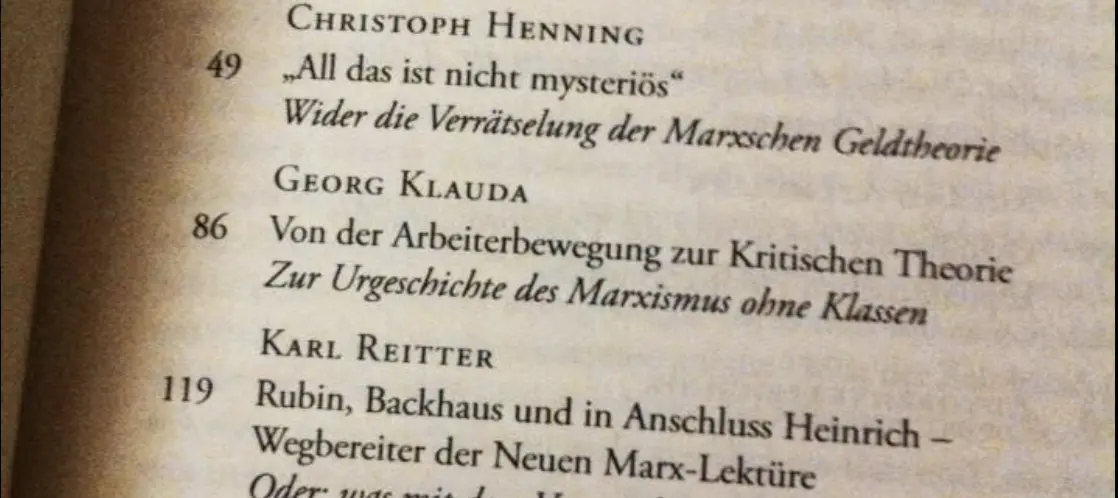 CHRISTOPH HENNING
49 „All das ist nicht mysteriös“
Wider die Verrätselung der Marxschen Geldtheorie
GEORG KLAUDA
86 Von der Arbeiterbewegung zur Kritischen Theorie
Zur Urgeschichte des Marxismus ohne Klassen
KARL REITTER
119 Rubin, Backhaus und in Anschluss Heinrich –
Wegbereiter der Neuen Marx-Lektüre
Oder: was mit